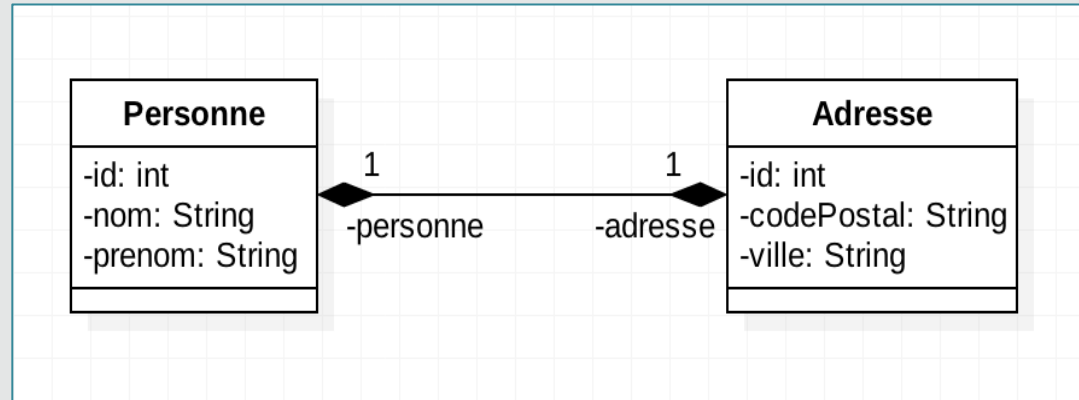 Personne
-id: int
-nom: String
-prenom: String
1
-personne
1
-adresse
Adresse
-id: int
-codePostal: String
-ville: String